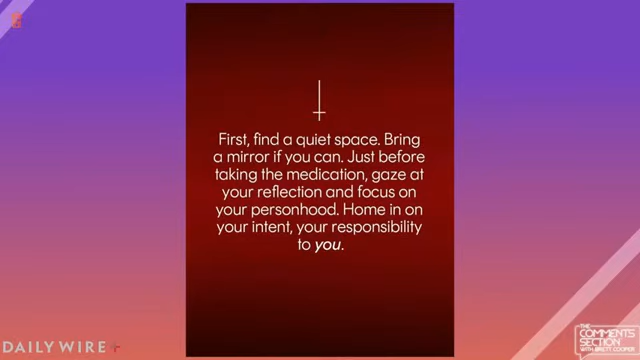 First, find a quiet space. Bring
a mirror if you can. Just before
taking the medication, gaze at
your reflection and focus on
your personhood. Home in on
your intent, your responsibility
to you.
DAILYWIRE+
THE
COMMENTS
SECTION
WITH BRETT COOPER